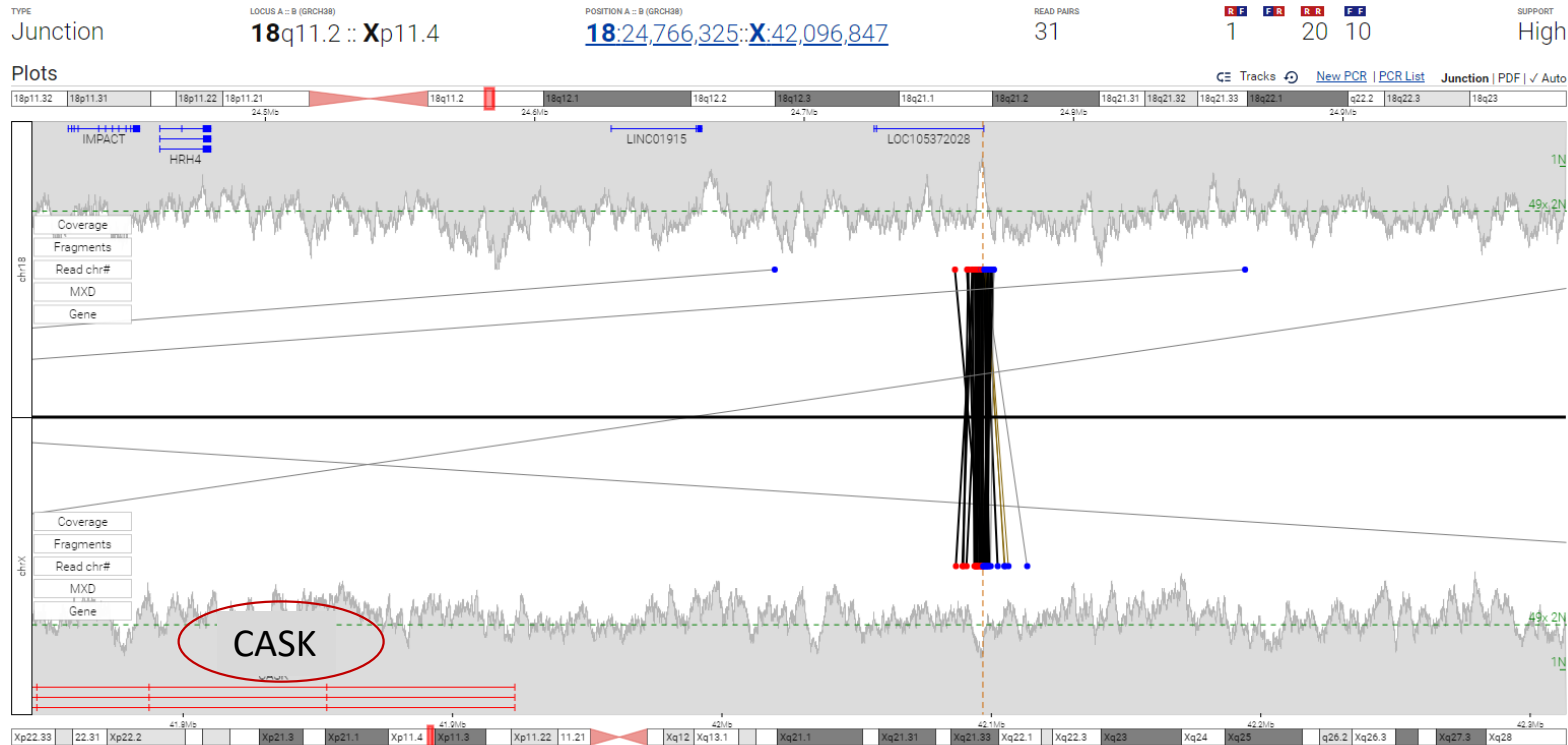 TYPE LOCUS A :: B (GRCH38) POSITION A :: B (GRCH38) READ PAIRS R F F R R R F F SUPPORT
Junction 18q11.2 :: Xp11.4 18:24,766,325::X:42,096,847 31 1 20 10 High
Plots Tracks New PCR | PCR List Junction | PDF | ✓ Auto
18p11.32 18p11.31 18p11.22 18p11.21 18q11.2 18q12.1 18q12.2 18q12.3 18q21.1 18q21.2 18q21.31 18q21.32 18q21.33 18q22.1 q22.2 18q22.3 18q23
24.5Mb 24.6Mb 24.7Mb 24.8Mb 24.9Mb
IMPACT LINC01915 LOC105372028
HRH4 1N
49x 2N
Coverage
Fragments
Read chr#
MXD
Gene
chr18
Coverage
Fragments
Read chr#
MXD
Gene
chrX
49x 2N
CASK
1N
41.8Mb 41.9Mb 42Mb 42.1Mb 42.2Mb 42.3Mb
Xp22.33 22.31 Xp22.2 Xp21.3 Xp21.1 Xp11.4 Xp11.3 Xp11.22 11.21 Xq12 Xq13.1 Xq21.1 Xq21.31 Xq21.33 Xq22.1 Xq22.3 Xq23 Xq24 Xq25 q26.2 Xq26.3 Xq27.3 Xq28